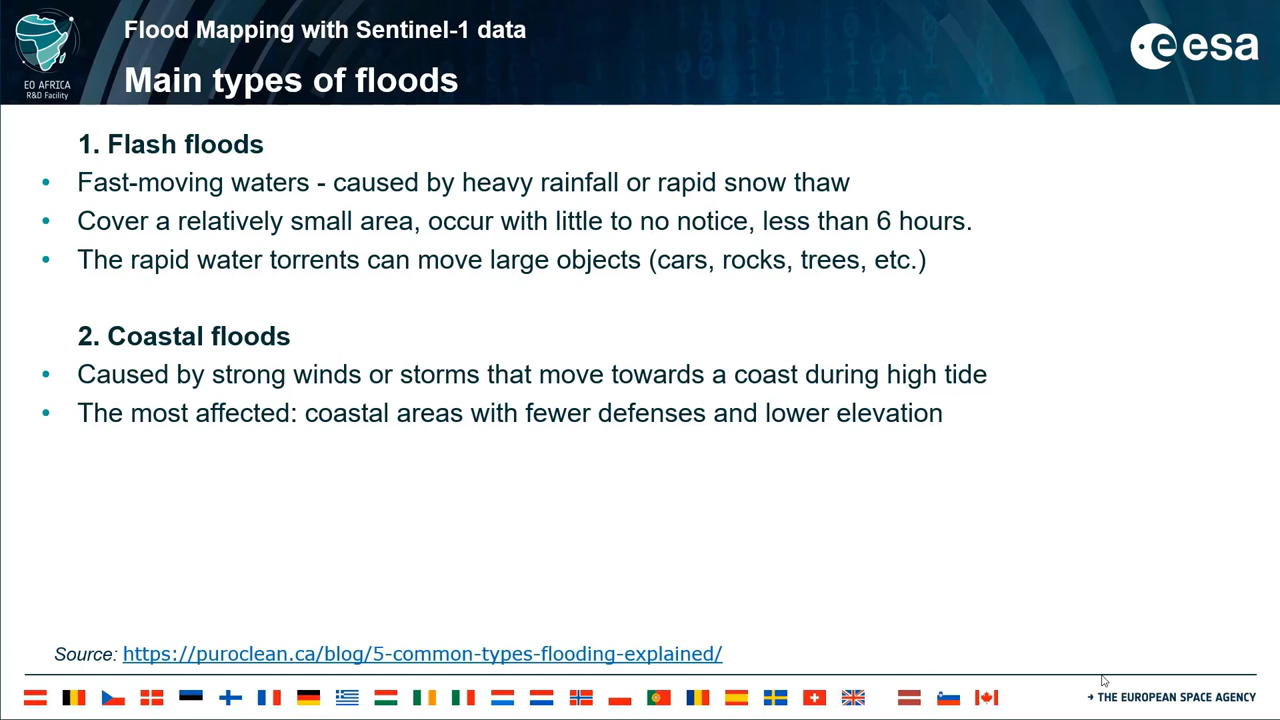 Flood Mapping with Sentinel-1 data
Main types of floods
EO AFRICA
R&D Facility
esa
1. Flash floods
• Fast-moving waters - caused by heavy rainfall or rapid snow thaw
• Cover a relatively small area, occur with little to no notice, less than 6 hours.
• The rapid water torrents can move large objects (cars, rocks, trees, etc.)
2. Coastal floods
• Caused by strong winds or storms that move towards a coast during high tide
• The most affected: coastal areas with fewer defenses and lower elevation
Source: https://puroclean.ca/blog/5-common-types-flooding-explained/
→ THE EUROPEAN SPACE AGENCY